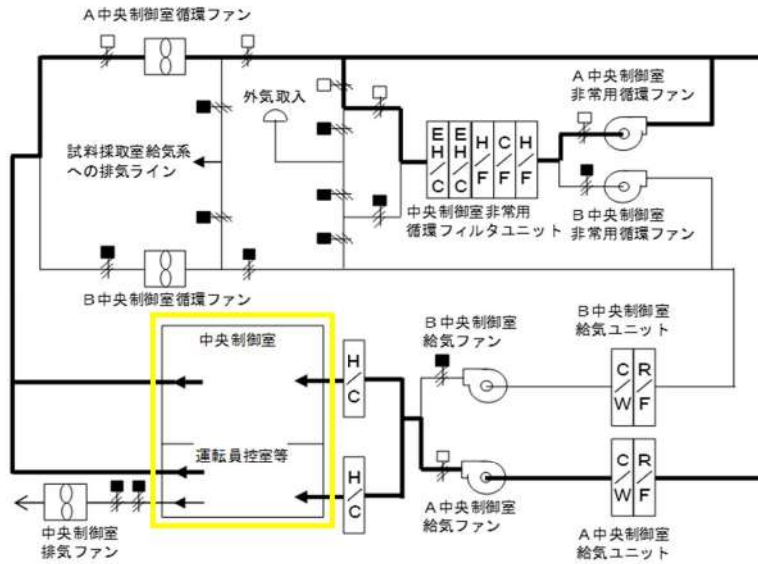 A中央制御室循環ファン
外気取入
A中央制御室
非常用循環ファン
試料採取室給気系
への排気ライン
EH/C
EH/C
H/F
C/F
H/F
中央制御室非常用
循環フィルタユニット
B中央制御室
非常用循環ファン
B中央制御室循環ファン
中央制御室
H/C
B中央制御室
給気ファン
B中央制御室
給気ユニット
C/W
R/F
運転員控室等
H/C
C/W
R/F
中央制御室
排気ファン
A中央制御室
給気ファン
A中央制御室
給気ユニット